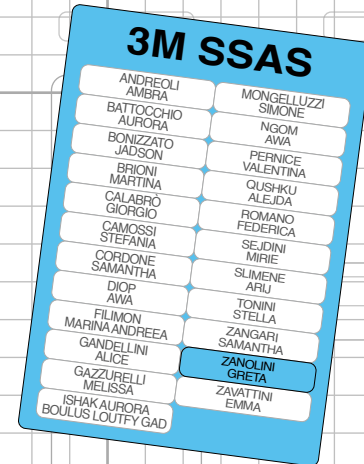 3M SSAS
ANDREOLI
AMBRA
BATTOCCHIO
AURORA
BONIZZATO
JADSON
BRIONI
MARTINA
CALABRÒ
GIORGIO
CAMOSSI
STEFANIA
CORDONE
SAMANTHA
DIOP
AWA
FILIMON
MARINA ANDREEA
GANDELLINI
ALICE
GAZZURELLI
MELISSA
ISHAK AURORA
BOULUS LOUTFY GAD
MONGELLUZZI
SIMONE
NGOM
AWA
PERNICE
VALENTINA
QUSHKU
ALEJDA
ROMANO
FEDERICA
SEJDINI
MIRIE
SLIMENE
ARIJ
TONINI
STELLA
ZANGARI
SAMANTHA
ZANOLINI
GRETA
ZAVATTINI
EMMA